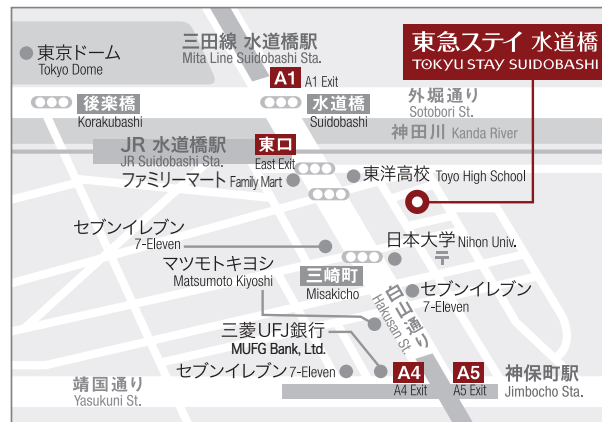 三田線 水道橋駅
Mita Line Suidobashi Sta.
東急ステイ 水道橋
TOKYU STAY SUIDOBASHI
東京ドーム
Tokyo Dome
A1 A1 Exit
後楽橋
Korakubashi
水道橋
Suidobashi
外堀通り
Sotobori St.
神田川 Kanda River
JR 水道橋駅
JR Suidobashi Sta.
東口
East Exit
ファミリーマート Family Mart
東洋高校 Toyo High School
セブンイレブン
7-Eleven
日本大学 Nihon Univ.
〒
マツモトキヨシ
Matsumoto Kiyoshi
三崎町
Misakicho
白山通り
Hakusan St.
セブンイレブン
7-Eleven
三菱UFJ銀行
MUFG Bank, Ltd.
セブンイレブン 7-Eleven
A4
A4 Exit
A5
A5 Exit
神保町駅
Jimbocho Sta.
靖国通り
Yasukuni St.